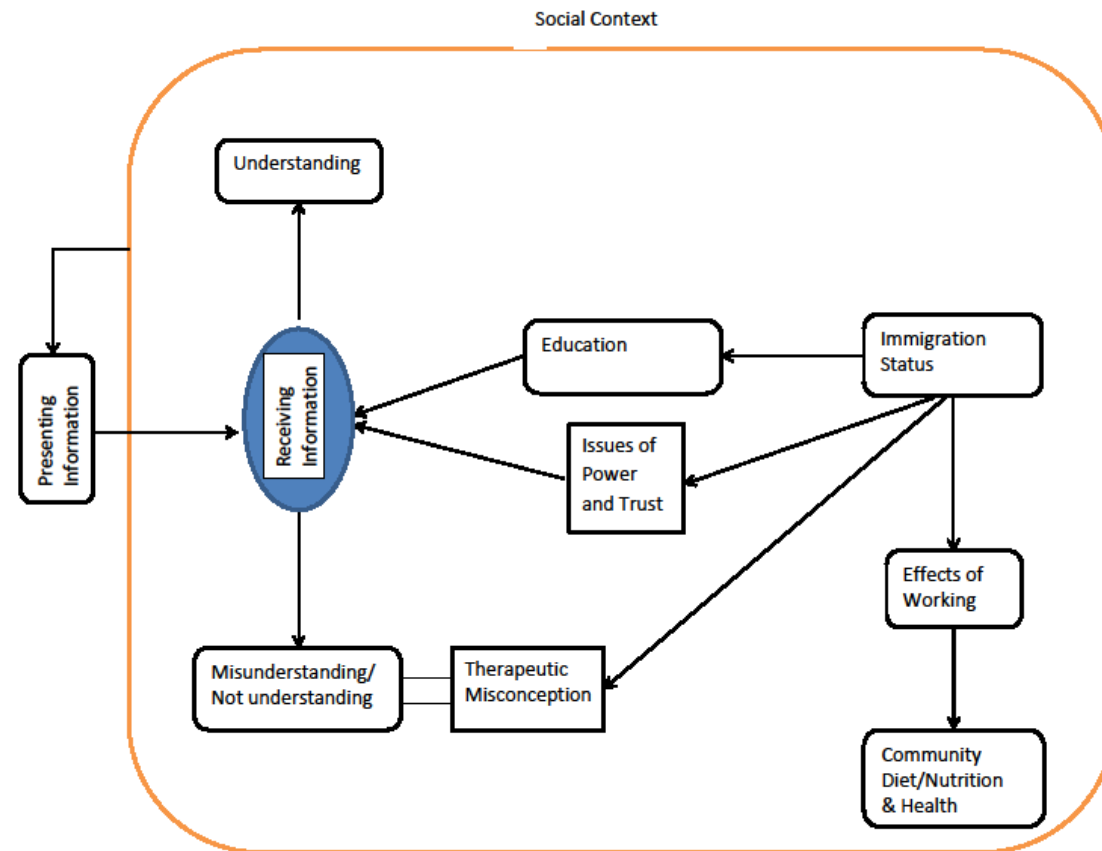 Social Context
Understanding
Education
Immigration
Status
Presenting
Information
Receiving
Information
Issues of
Power
and Trust
Effects of
Working
Misunderstanding/
Not understanding
Therapeutic
Misconception
Community
Diet/Nutrition
& Health